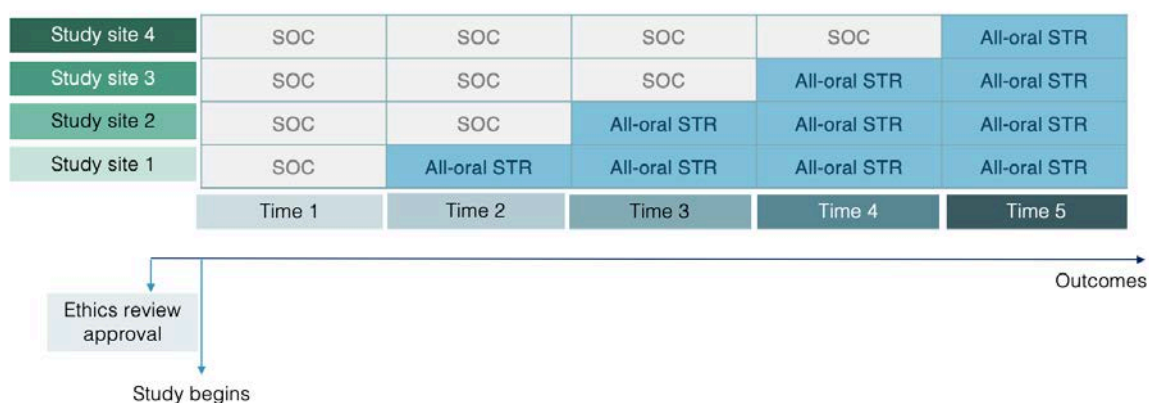 Study site 4 SOC SOC SOC SOC All-oral STR
Study site 3 SOC SOC SOC All-oral STR All-oral STR
Study site 2 SOC SOC All-oral STR All-oral STR All-oral STR
Study site 1 SOC All-oral STR All-oral STR All-oral STR All-oral STR
Time 1 Time 2 Time 3 Time 4 Time 5
Outcomes
Ethics review
approval
Study begins